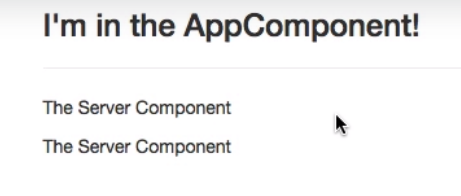 I'm in the AppComponent!
The Server Component
The Server Component